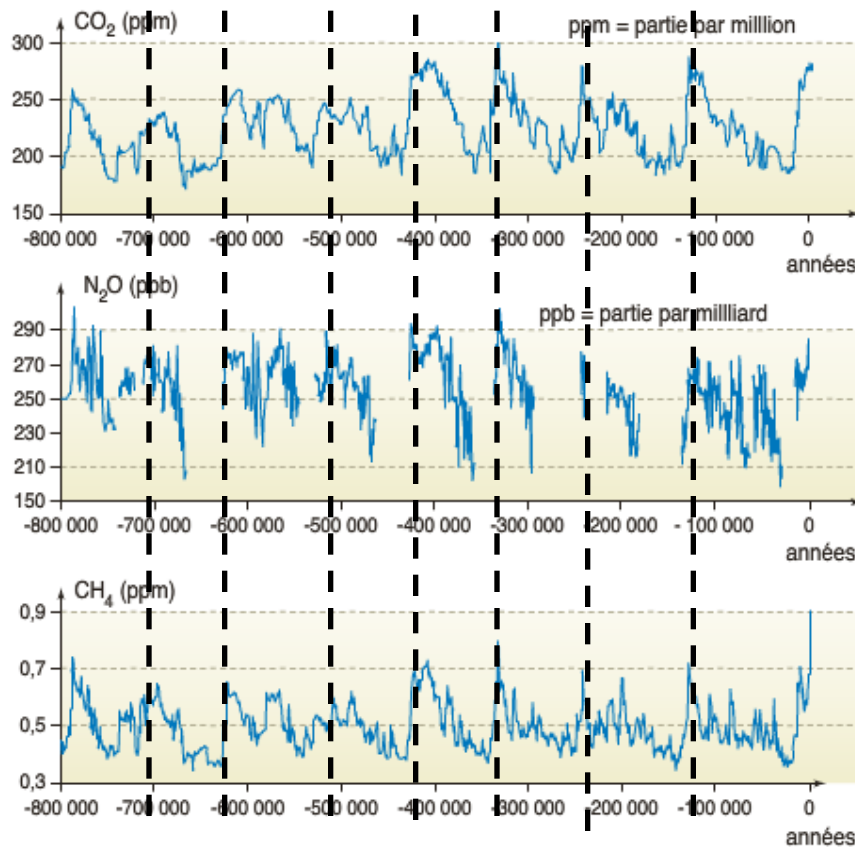 CO₂ (ppm)
ppm = partie par milllion
300
250
200
150
-800 000 -700 000 -600 000 -500 000 -400 000 -300 000 -200 000 - 100 000 0
années
N₂O (ppb)
ppb = partie par millliard
290
270
250
230
210
150
-800 000 -700 000 -600 000 -500 000 -400 000 -300 000 -200 000 - 100 000 0
années
CH₄ (ppm)
0,9
0,7
0,5
0,3
-800 000 -700 000 -600 000 -500 000 -400 000 -300 000 -200 000 - 100 000 0
années